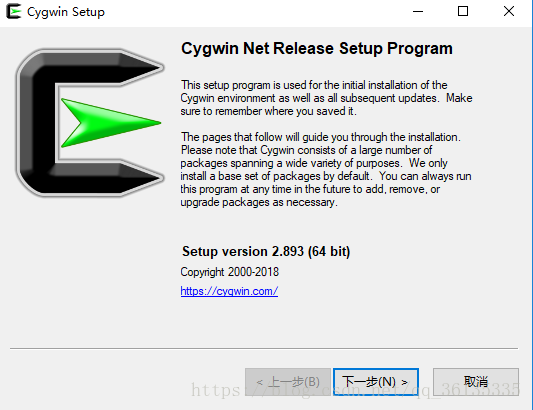 Cygwin Setup
Cygwin Net Release Setup Program
This setup program is used for the initial installation of the
Cygwin environment as well as all subsequent updates. Make
sure to remember where you saved it.
The pages that follow will guide you through the installation.
Please note that Cygwin consists of a large number of
packages spanning a wide variety of purposes. We only
install a base set of packages by default. You can always run
this program at any time in the future to add, remove, or
upgrade packages as necessary.
Setup version 2.893 (64 bit)
Copyright 2000-2018
https://cygwin.com/
< 上一步(B) 下一步(N) > 取消
https://blog.csdn.net/qq_36133335